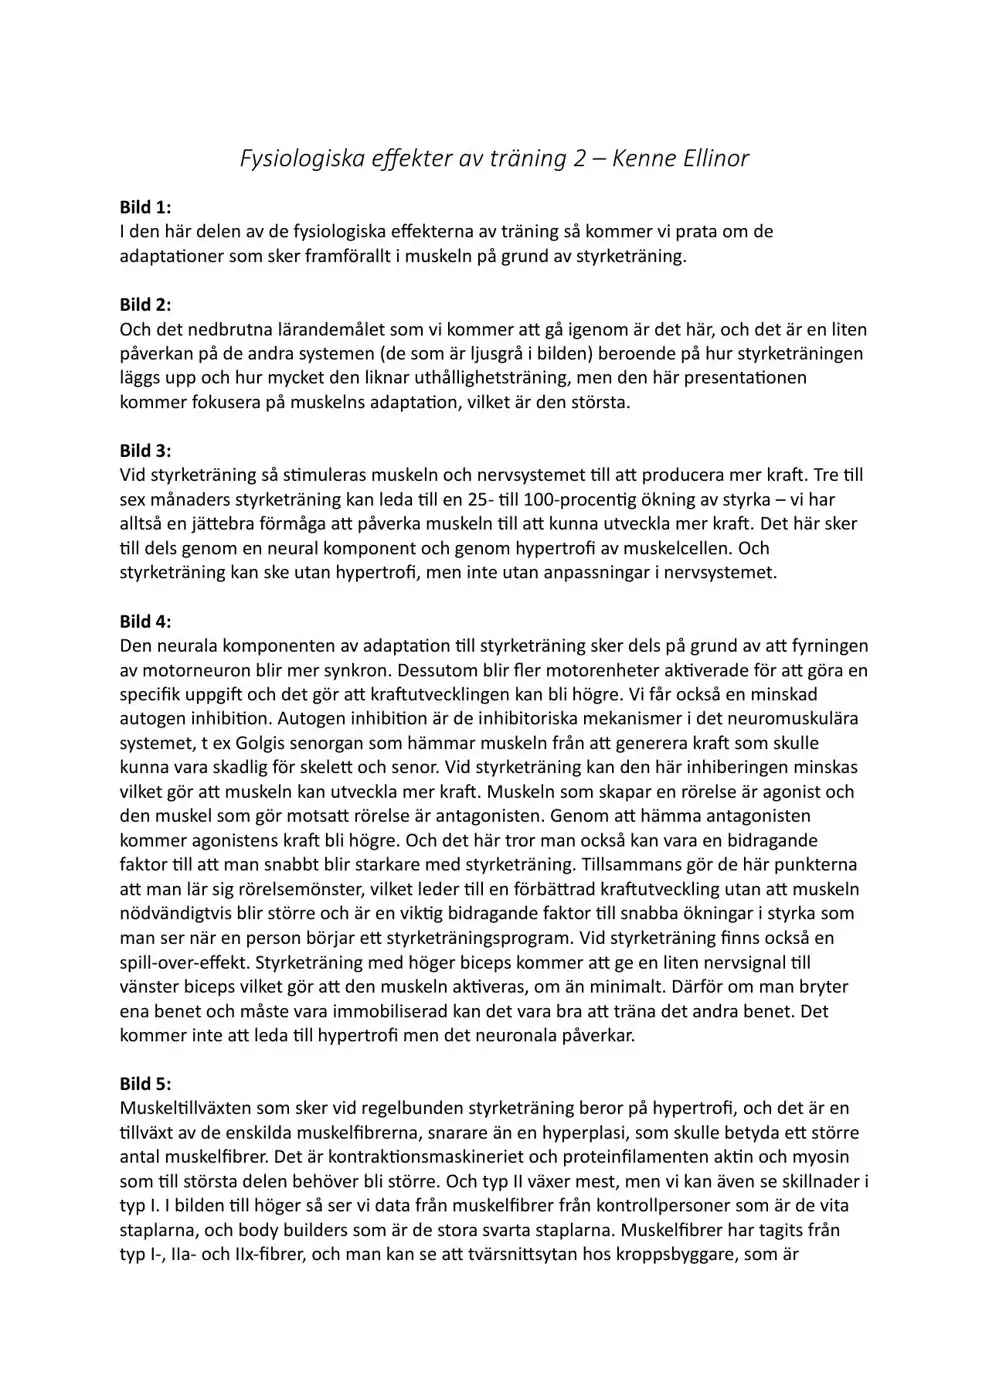 Fysiologiska effekter av träning 2 – Kenne Ellinor
Bild 1:
I den här delen av de fysiologiska effekterna av träning så kommer vi prata om de
adaptationer som sker framförallt i muskeln på grund av styrketräning.
Bild 2:
Och det nedbrutna lärandemålet som vi kommer att gå igenom är det här, och det är en liten
påverkan på de andra systemen (de som är ljusgrå i bilden) beroende på hur styrketräningen
läggs upp och hur mycket den liknar uthållighetsträning, men den här presentationen
kommer fokusera på muskelns adaptation, vilket är den största.
Bild 3:
Vid styrketräning så stimuleras muskeln och nervsystemet till att producera mer kraft. Tre till
sex månaders styrketräning kan leda till en 25- till 100-procentig ökning av styrka – vi har
alltså en jättebra förmåga att påverka muskeln till att kunna utveckla mer kraft. Det här sker
till dels genom en neural komponent och genom hypertrofi av muskelcellen. Och
styrketräning kan ske utan hypertrofi, men inte utan anpassningar i nervsystemet.
Bild 4:
Den neurala komponenten av adaptation till styrketräning sker dels på grund av att fyrningen
av motorneuron blir mer synkron. Dessutom blir fler motorenheter aktiverade för att göra en
specifik uppgift och det gör att kraftutvecklingen kan bli högre. Vi får också en minskad
autogen inhibition. Autogen inhibition är de inhibitoriska mekanismer i det neuromuskulära
systemet, t ex Golgis senorgan som hämmar muskeln från att generera kraft som skulle
kunna vara skadlig för skelett och senor. Vid styrketräning kan den här inhiberingen minskas
vilket gör att muskeln kan utveckla mer kraft. Muskeln som skapar en rörelse är agonist och
den muskel som gör motsatt rörelse är antagonisten. Genom att hämma antagonisten
kommer agonistens kraft bli högre. Och det här tror man också kan vara en bidragande
faktor till att man snabbt blir starkare med styrketräning. Tillsammans gör de här punkterna
att man lär sig rörelsemönster, vilket leder till en förbättrad kraftutveckling utan att muskeln
nödvändigtvis blir större och är en viktig bidragande faktor till snabba ökningar i styrka som
man ser när en person börjar ett styrketräningsprogram. Vid styrketräning finns också en
spill-over-effekt. Styrketräning med höger biceps kommer att ge en liten nervsignal till
vänster biceps vilket gör att den muskeln aktiveras, om än minimalt. Därför om man bryter
ena benet och måste vara immobiliserad kan det vara bra att träna det andra benet. Det
kommer inte att leda till hypertrofi men det neuronala påverkar.
Bild 5:
Muskeltillväxten som sker vid regelbunden styrketräning beror på hypertrofi, och det är en
tillväxt av de enskilda muskelfibrerna, snarare än en hyperplasi, som skulle betyda ett större
antal muskelfibrer. Det är kontraktionsmaskineriet och proteinfilamenten aktin och myosin
som till största delen behöver bli större. Och typ II växer mest, men vi kan även se skillnader i
typ I. I bilden till höger så ser vi data från muskelfibrer från kontrollpersoner som är de vita
staplarna, och body builders som är de stora svarta staplarna. Muskelfibrer har tagits från
typ I-, IIa- och IIx-fibrer, och man kan se att tvärsnittsytan hos kroppsbyggare, som är